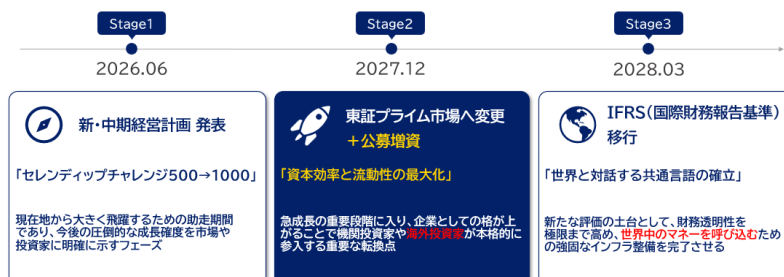 Stage1
Stage2
Stage3
2026.06
2027.12
2028.03
新・中期経営計画 発表
「セレンディップチャレンジ500→1000」
現在地から大きく飛躍するための助走期間
であり、今後の圧倒的な成長確度を市場や
投資家に明確に示すフェーズ
東証プライム市場へ変更
＋公募増資
「資本効率と流動性の最大化」
急成長の重要段階に入り、企業としての格が上
がることで機関投資家や海外投資家が本格的に
参入する重要な転換点
IFRS（国際財務報告基準）
移行
「世界と対話する共通言語の確立」
新たな評価の土台として、財務透明性を
極限まで高め、世界中のマネーを呼び込むため
の強固なインフラ整備を完了させる